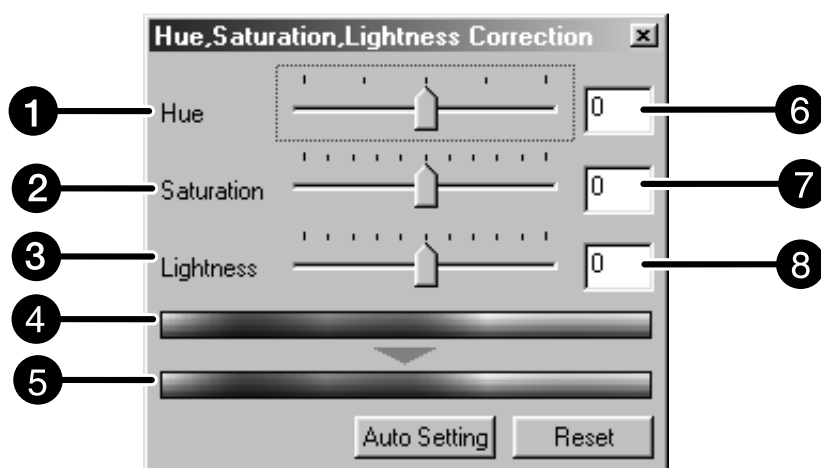 Hue,Saturation,Lightness Correction
1 Hue 0 6
2 Saturation 0 7
3 Lightness 0 8
4
5
Auto Setting Reset